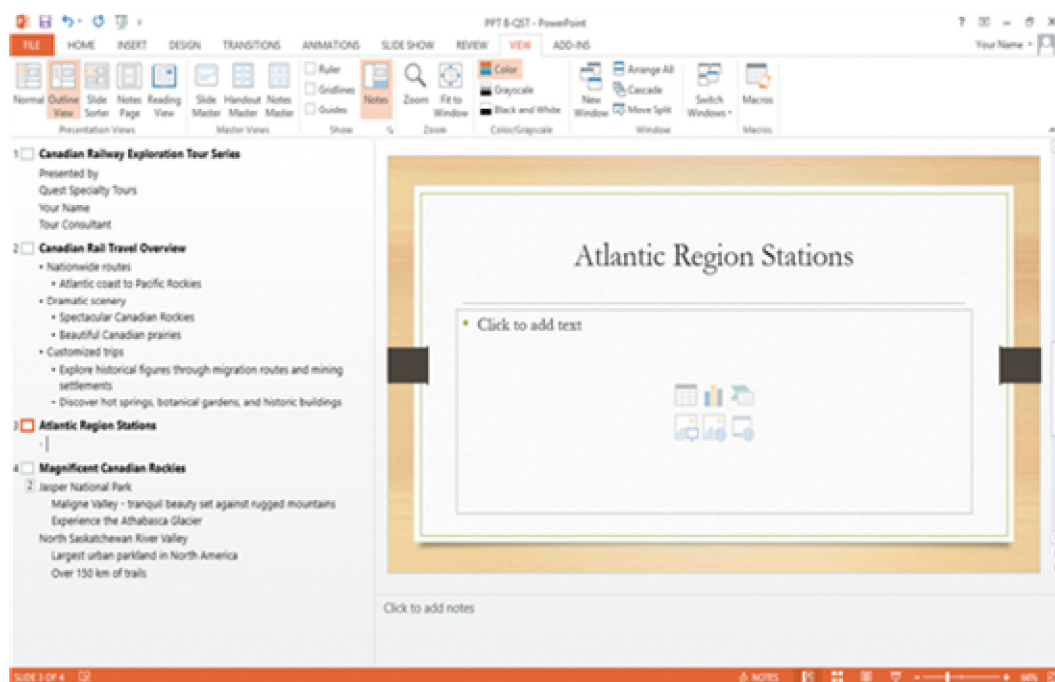 PPT B-QST - PowerPoint
?
FILE HOME INSERT DESIGN TRANSITIONS ANIMATIONS SLIDE SHOW REVIEW VIEW ADD-INS
Your Name
Normal Outline View Slide Sorter Notes Page Reading View
Presentation Views
Slide Master Handout Master Notes Master
Master Views
Ruler
Gridlines
Guides
Show
Notes
Zoom Fit to Window
Zoom
Color
Grayscale
Black and White
Color/Grayscale
New Window
Arrange All
Cascade
Move Split
Switch Windows
Window
Macros
Macros
1 Canadian Railway Exploration Tour Series
Presented by
Quest Specialty Tours
Your Name
Tour Consultant
2 Canadian Rail Travel Overview
• Nationwide routes
• Atlantic coast to Pacific Rockies
• Dramatic scenery
• Spectacular Canadian Rockies
• Beautiful Canadian prairies
• Customized trips
• Explore historical figures through migration routes and mining
settlements
• Discover hot springs, botanical gardens, and historic buildings
3 Atlantic Region Stations
4 Magnificent Canadian Rockies
2 Jasper National Park
Maligne Valley - tranquil beauty set against rugged mountains
Experience the Athabasca Glacier
North Saskatchewan River Valley
Largest urban parkland in North America
Over 150 km of trails
Atlantic Region Stations
• Click to add text
Click to add notes
SLIDE 3 OF 4
NOTES
66%